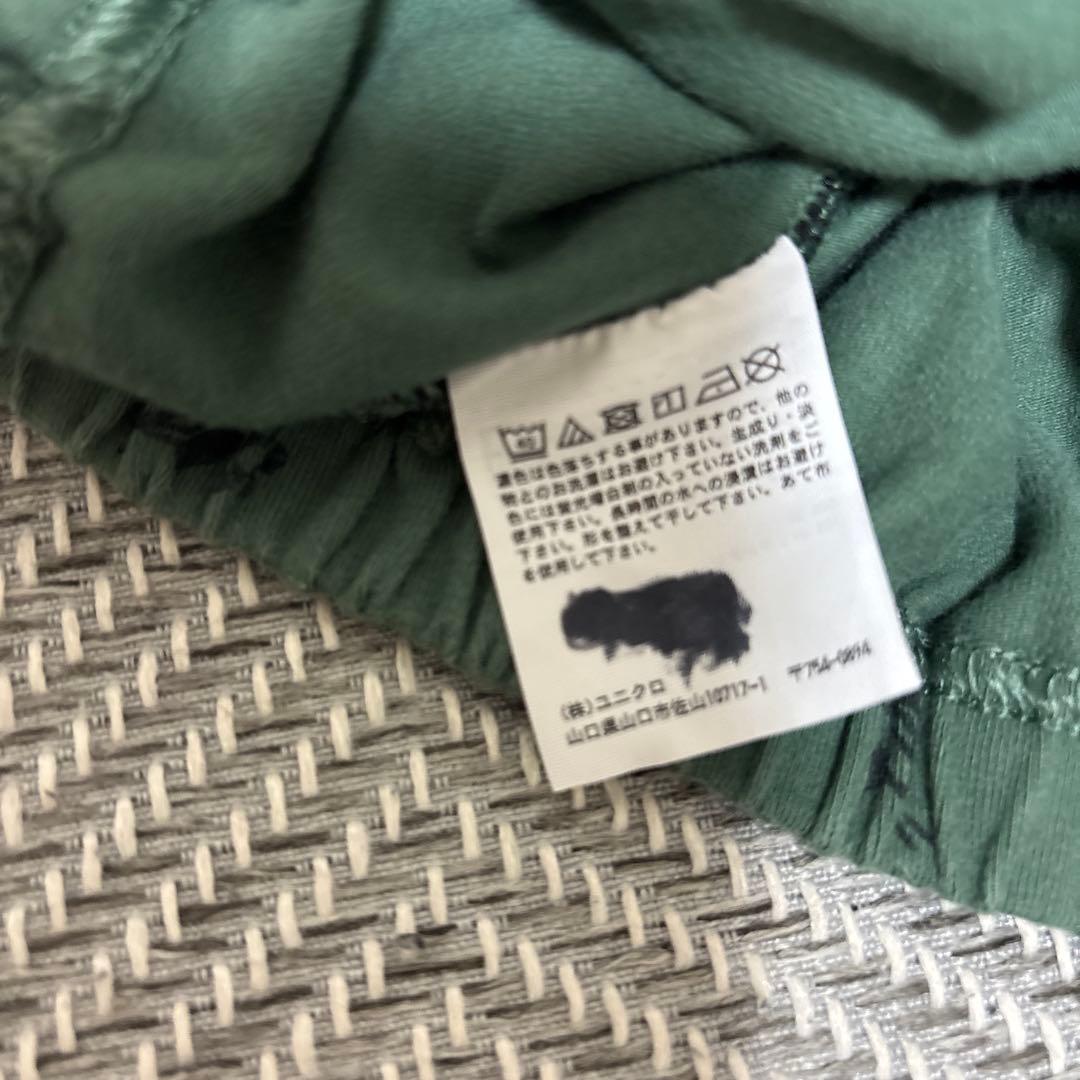 40
濃色は色落ちする事がありますので、他の
物とのお洗濯はお避け下さい。生成り・淡
色には蛍光増白剤の入っていない洗剤をご
使用下さい。長時間の水への浸漬はお避け
下さい。形を整えて干して下さい。あて布
を使用して下さい。
(株)ユニクロ
山口県山口市佐山10717-1 〒754-0894